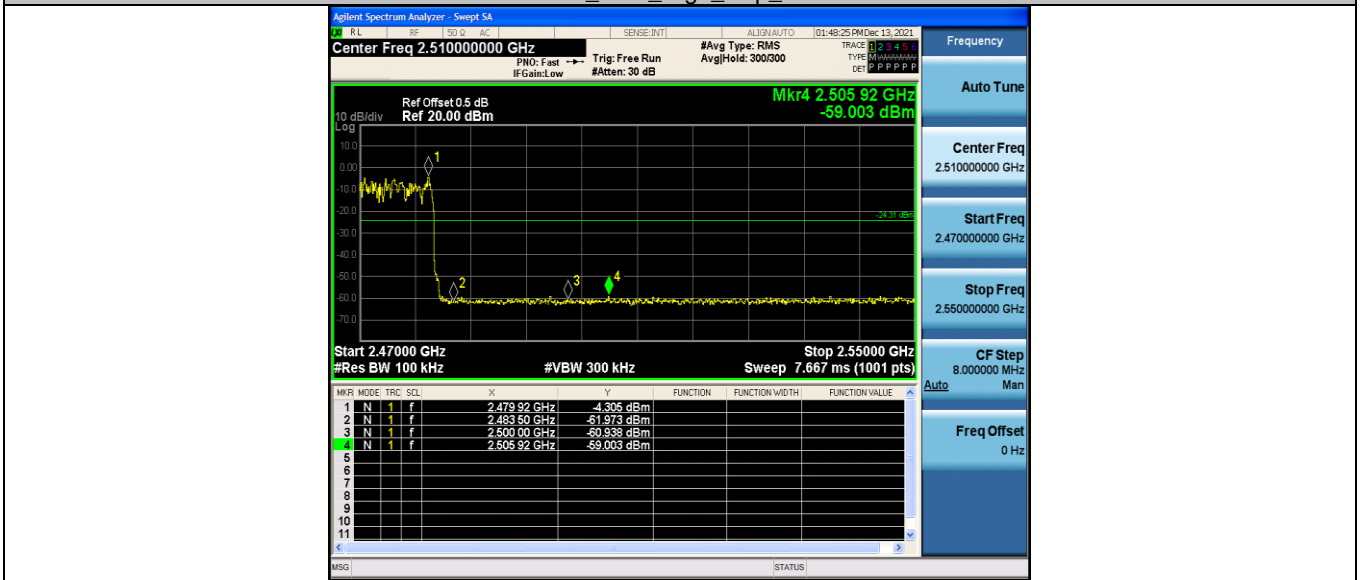 Agilent Spectrum Analyzer - Swept SA
RL RF 50 Ω AC SENSE:INT ALIGNAUTO 01:48:25 PM Dec 13, 2021
Center Freq 2.510000000 GHz
PNO: Fast
IFGain:Low
Trig: Free Run
#Atten: 30 dB
#Avg Type: RMS
Avg|Hold: 300/300
TRACE 1 2 3 4 5 6
TYPE M
DET P P P P P P
Mkr4 2.505 92 GHz
-59.003 dBm
Ref Offset 0.5 dB
10 dB/div Ref 20.00 dBm
Log
10.0
0.00
-10.0
-20.0
-30.0
-40.0
-50.0
-60.0
-70.0
1
2
3
4
-24.31 dBm
Start 2.47000 GHz Stop 2.55000 GHz
#Res BW 100 kHz #VBW 300 kHz Sweep 7.667 ms (1001 pts)
MKR MODE TRC SCL X Y FUNCTION FUNCTION WIDTH FUNCTION VALUE
1 N 1 f 2.479 92 GHz -4.305 dBm
2 N 1 f 2.483 50 GHz -61.973 dBm
3 N 1 f 2.500 00 GHz -60.938 dBm
4 N 1 f 2.505 92 GHz -59.003 dBm
5
6
7
8
9
10
11
MSG STATUS
Frequency
Auto Tune
Center Freq
2.510000000 GHz
Start Freq
2.470000000 GHz
Stop Freq
2.550000000 GHz
CF Step
8.000000 MHz
Auto Man
Freq Offset
0 Hz